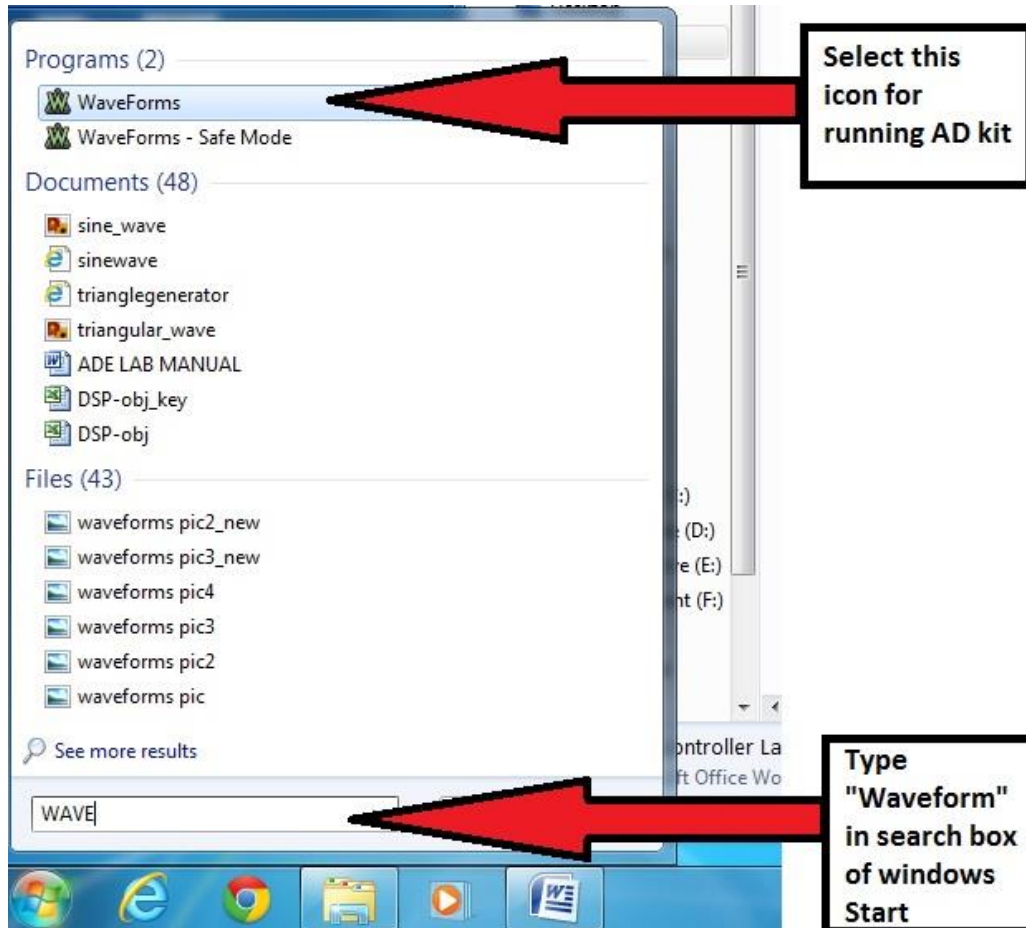 Programs (2)
WaveForms
WaveForms - Safe Mode
Documents (48)
sine_wave
sinewave
trianglegenerator
triangular_wave
ADE LAB MANUAL
DSP-obj_key
DSP-obj
Files (43)
waveforms pic2_new
waveforms pic3_new
waveforms pic4
waveforms pic3
waveforms pic2
waveforms pic
See more results
WAVE
:)
(D:)
(E:)
(F:)
Select this
icon for
running AD kit
Type
"Waveform"
in search box
of windows
Start